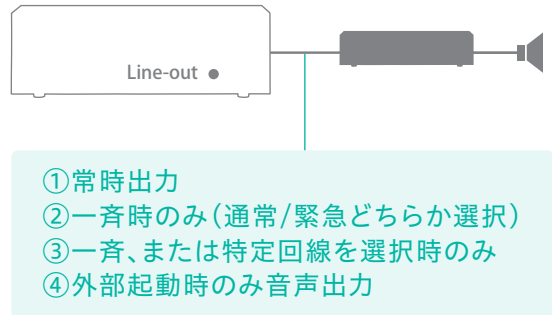 Line-out
①常時出力
②一斉時のみ（通常/緊急どちらか選択）
③一斉、または特定回線を選択時のみ
④外部起動時のみ音声出力